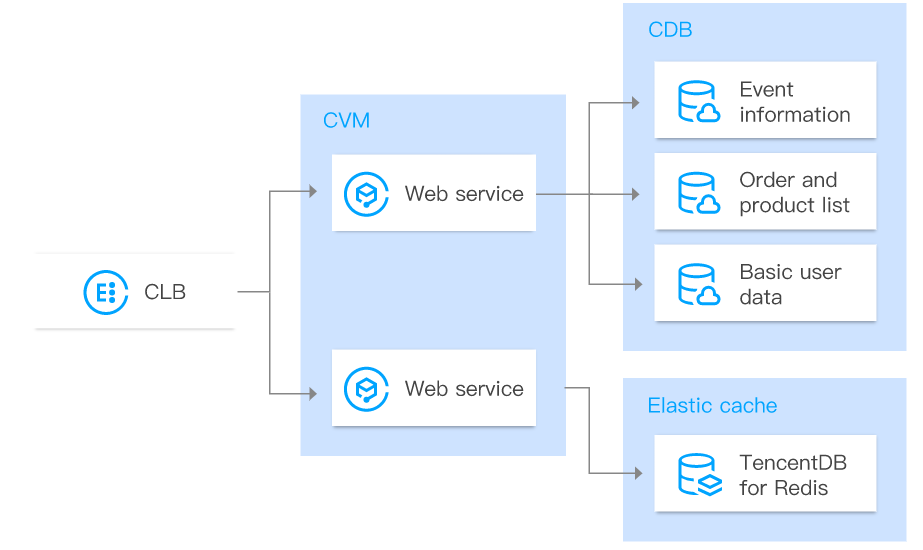 CLB
CVM
Web service
Web service
CDB
Event
information
Order and
product list
Basic user
data
Elastic cache
TencentDB
for Redis